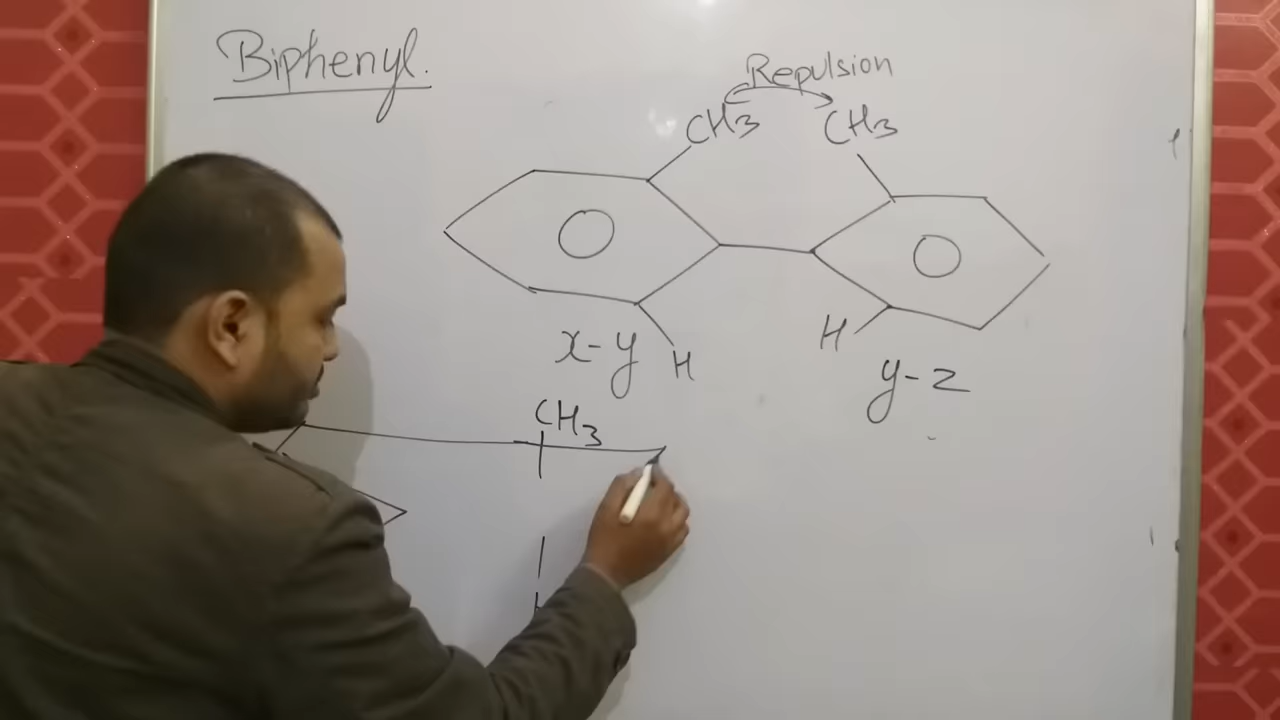 Biphenyl.
Repulsion
CH3 CH3
H H
x-y y-z
CH3